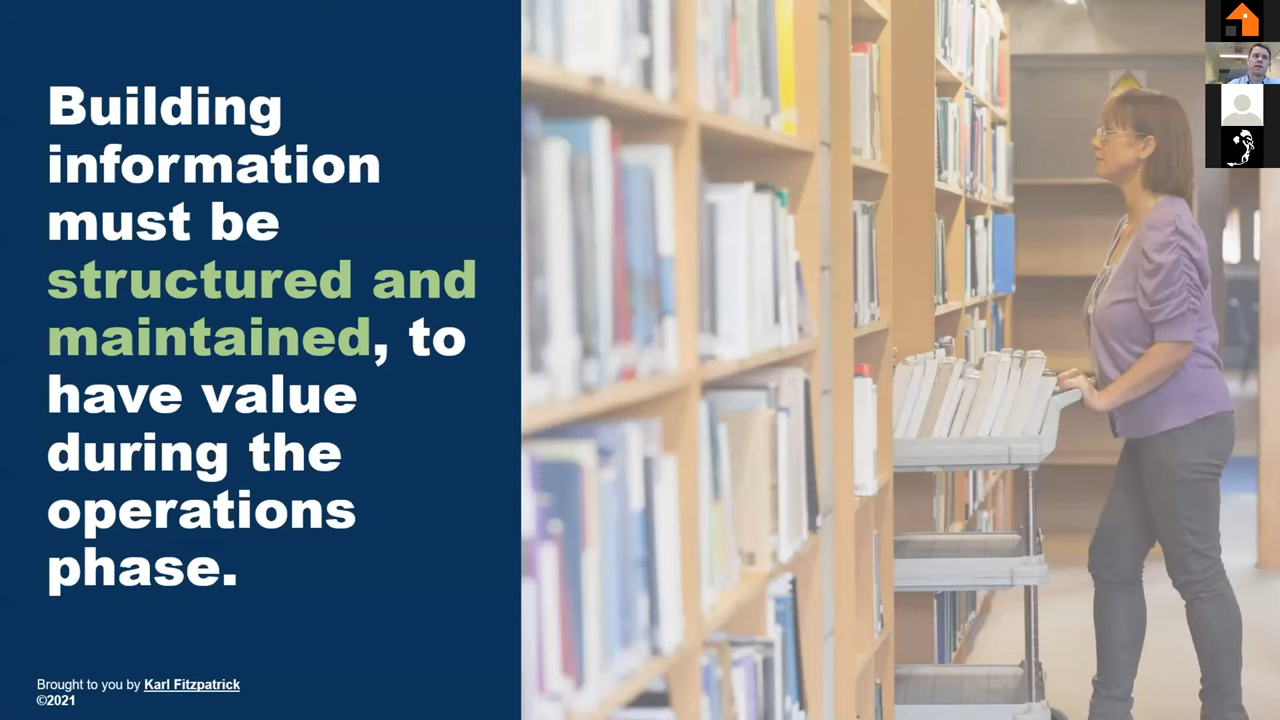 Building
information
must be
structured and
maintained, to
have value
during the
operations
phase.
Brought to you by Karl Fitzpatrick
©2021